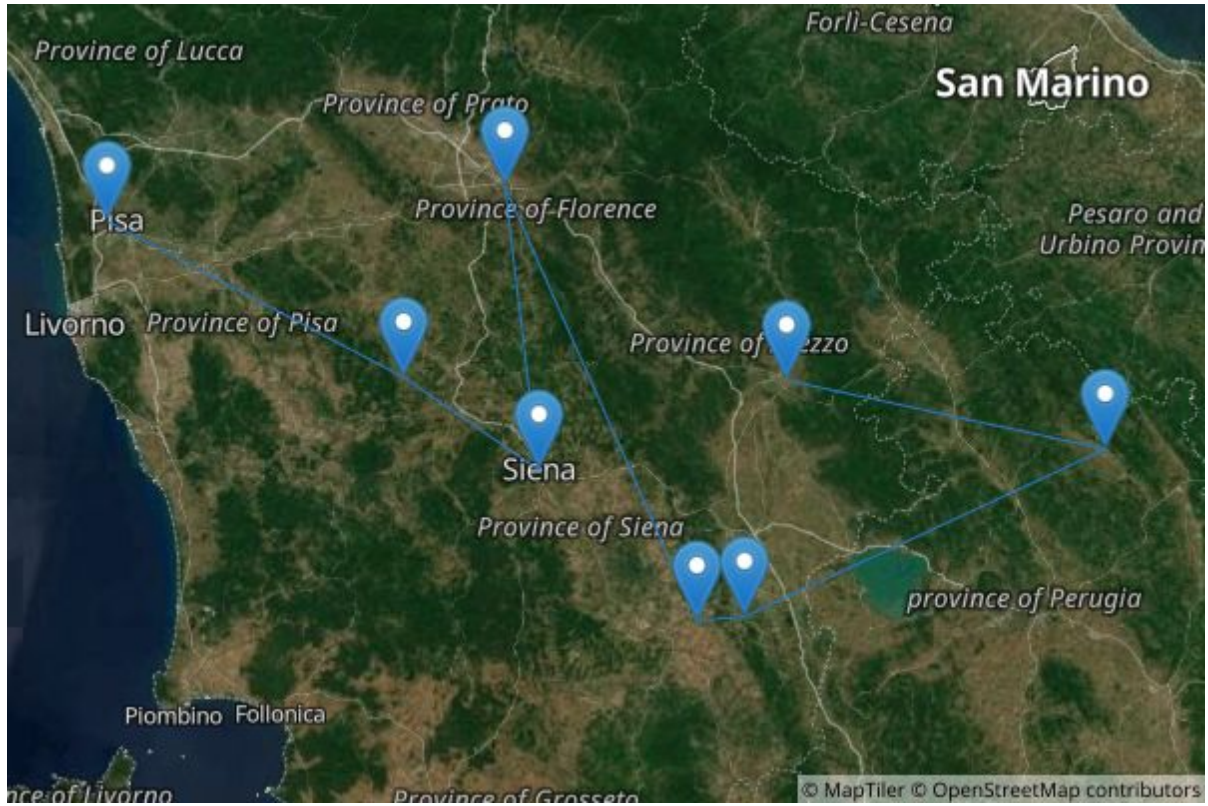 Forlì-Cesena
Province of Lucca
San Marino
Province of Prato
Pisa
Province of Florence
Pesaro and
Urbino Provin
Livorno
Province of Pisa
Province of ezzo
Siena
Province of Siena
province of Perugia
Piombino
Follonica
nce of Livorno
Province of Grosseto
© MapTiler © OpenStreetMap contributors